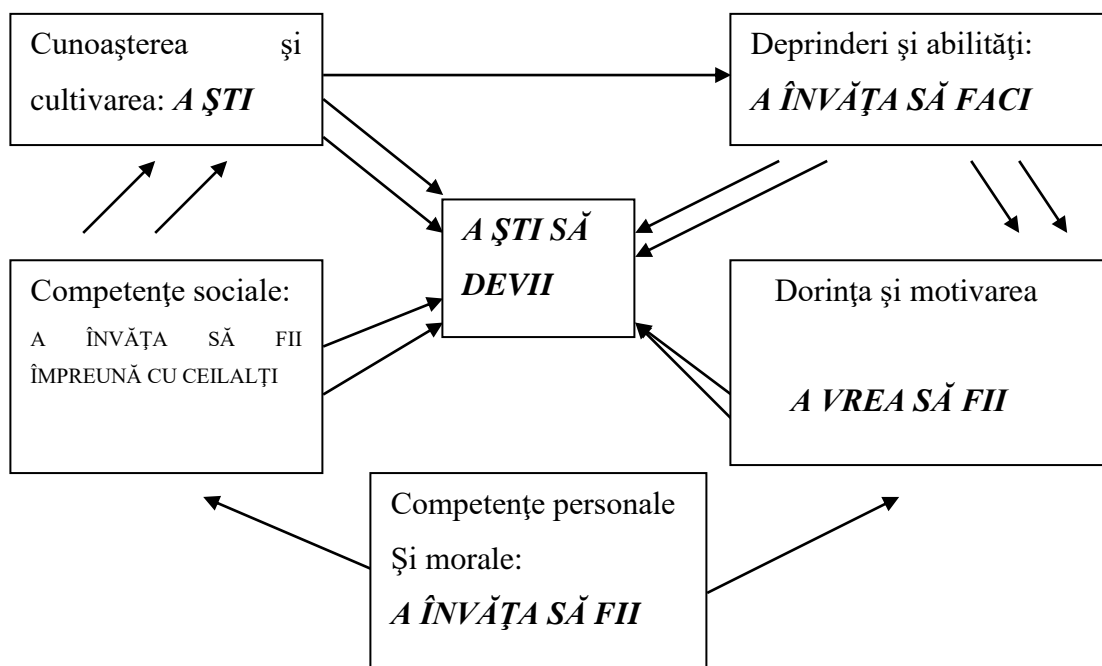 Cunoaşterea şi
cultivarea: A ŞTI
Deprinderi şi abilităţi:
A ÎNVĂŢA SĂ FACI
A ŞTI SĂ
DEVII
Competenţe sociale:
A ÎNVĂŢA SĂ FII
ÎMPREUNĂ CU CEILALŢI
Dorinţa şi motivarea
A VREA SĂ FII
Competenţe personale
Şi morale:
A ÎNVĂŢA SĂ FII